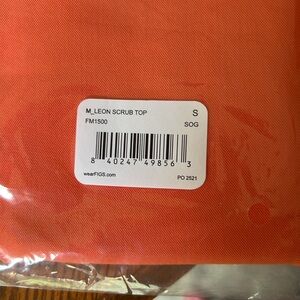 M_LEON SCRUB TOP S
FM1500 SOG
8 40247 49856 3
wearFIGS.com PO 2521